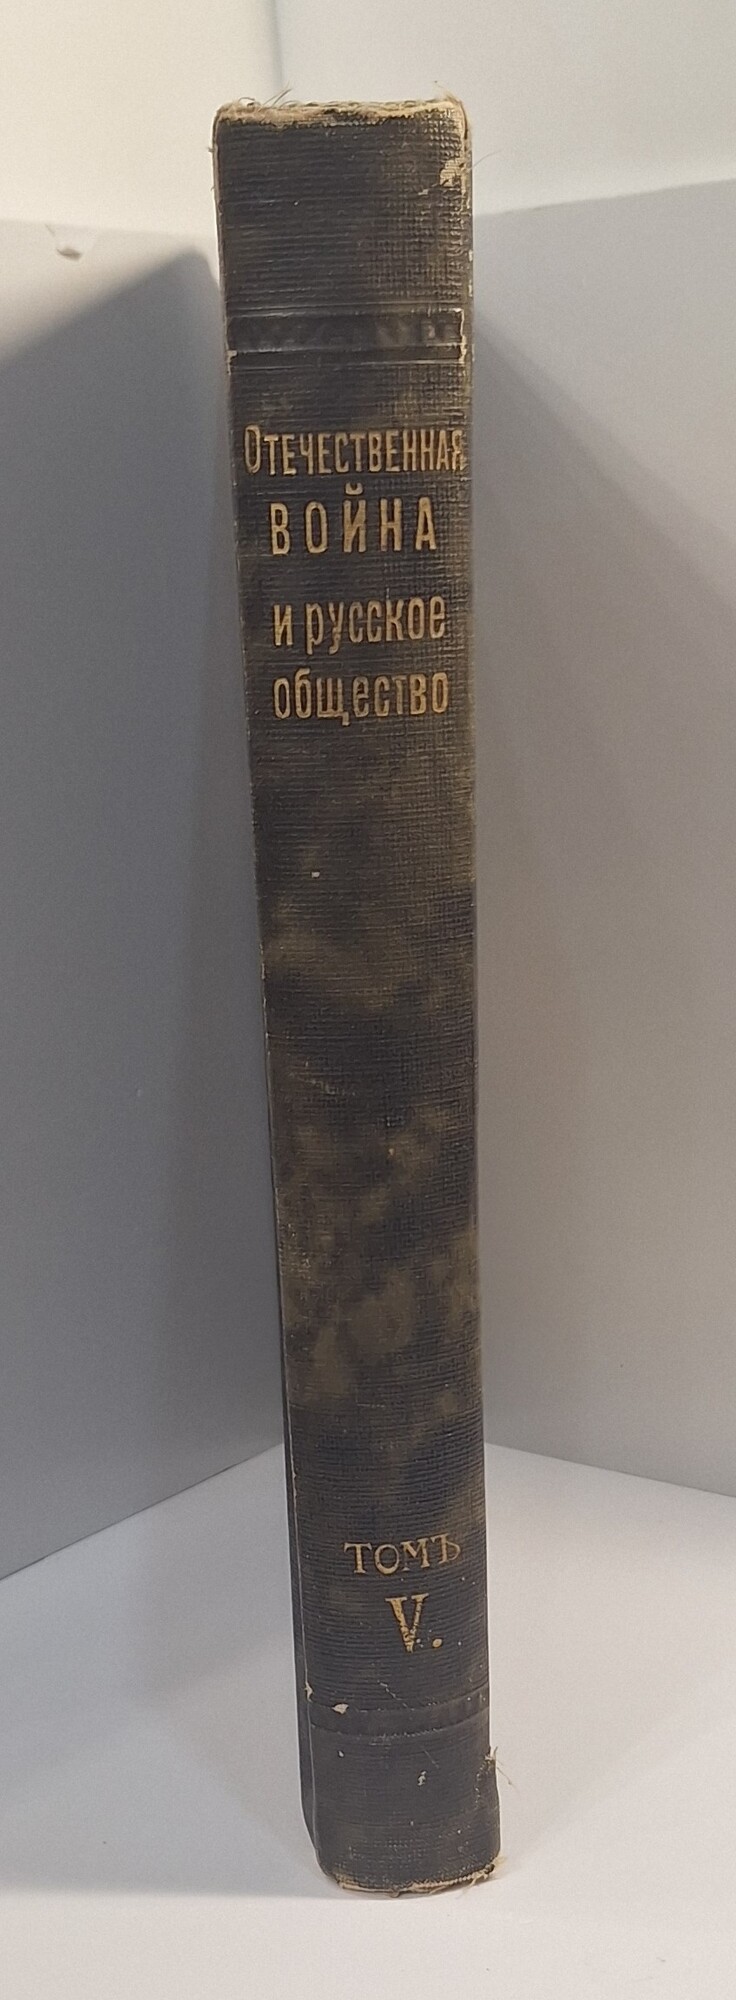 Отечественная
война
и русское
общество
томъ
V.